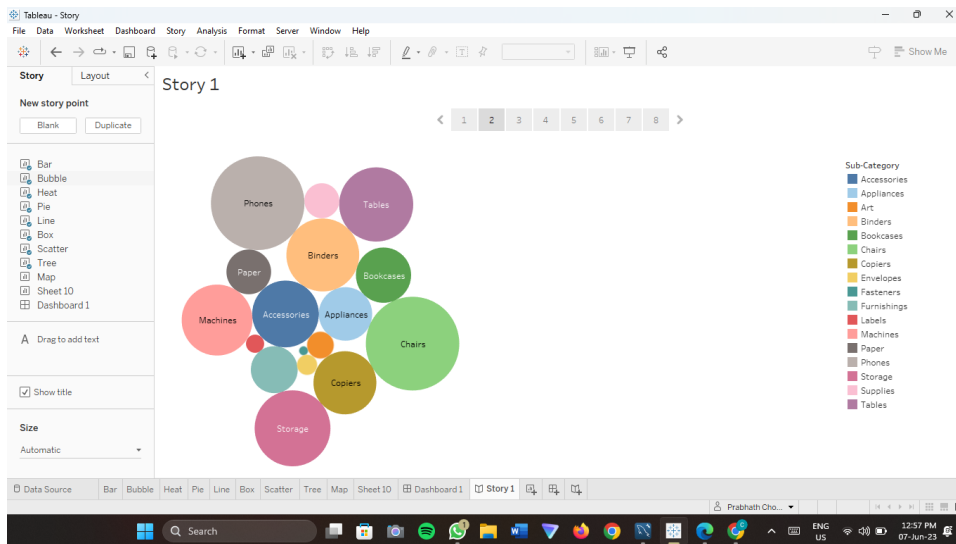 Tableau - Story
File Data Worksheet Dashboard Story Analysis Format Server Window Help
Show Me
Story Layout
Story 1
New story point
Blank Duplicate
1 2 3 4 5 6 7 8
Bar
Bubble
Heat
Pie
Line
Box
Scatter
Tree
Map
Sheet 10
Dashboard 1
A Drag to add text
Show title
Size
Automatic
Phones
Tables
Binders
Paper
Bookcases
Machines
Accessories
Appliances
Chairs
Copiers
Storage
Sub-Category
Accessories
Appliances
Art
Binders
Bookcases
Chairs
Copiers
Envelopes
Fasteners
Furnishings
Labels
Machines
Paper
Phones
Storage
Supplies
Tables
Data Source Bar Bubble Heat Pie Line Box Scatter Tree Map Sheet 10 Dashboard 1 Story 1
Prabhath Cho...
Search
ENG
US
12:57 PM
07-Jun-23